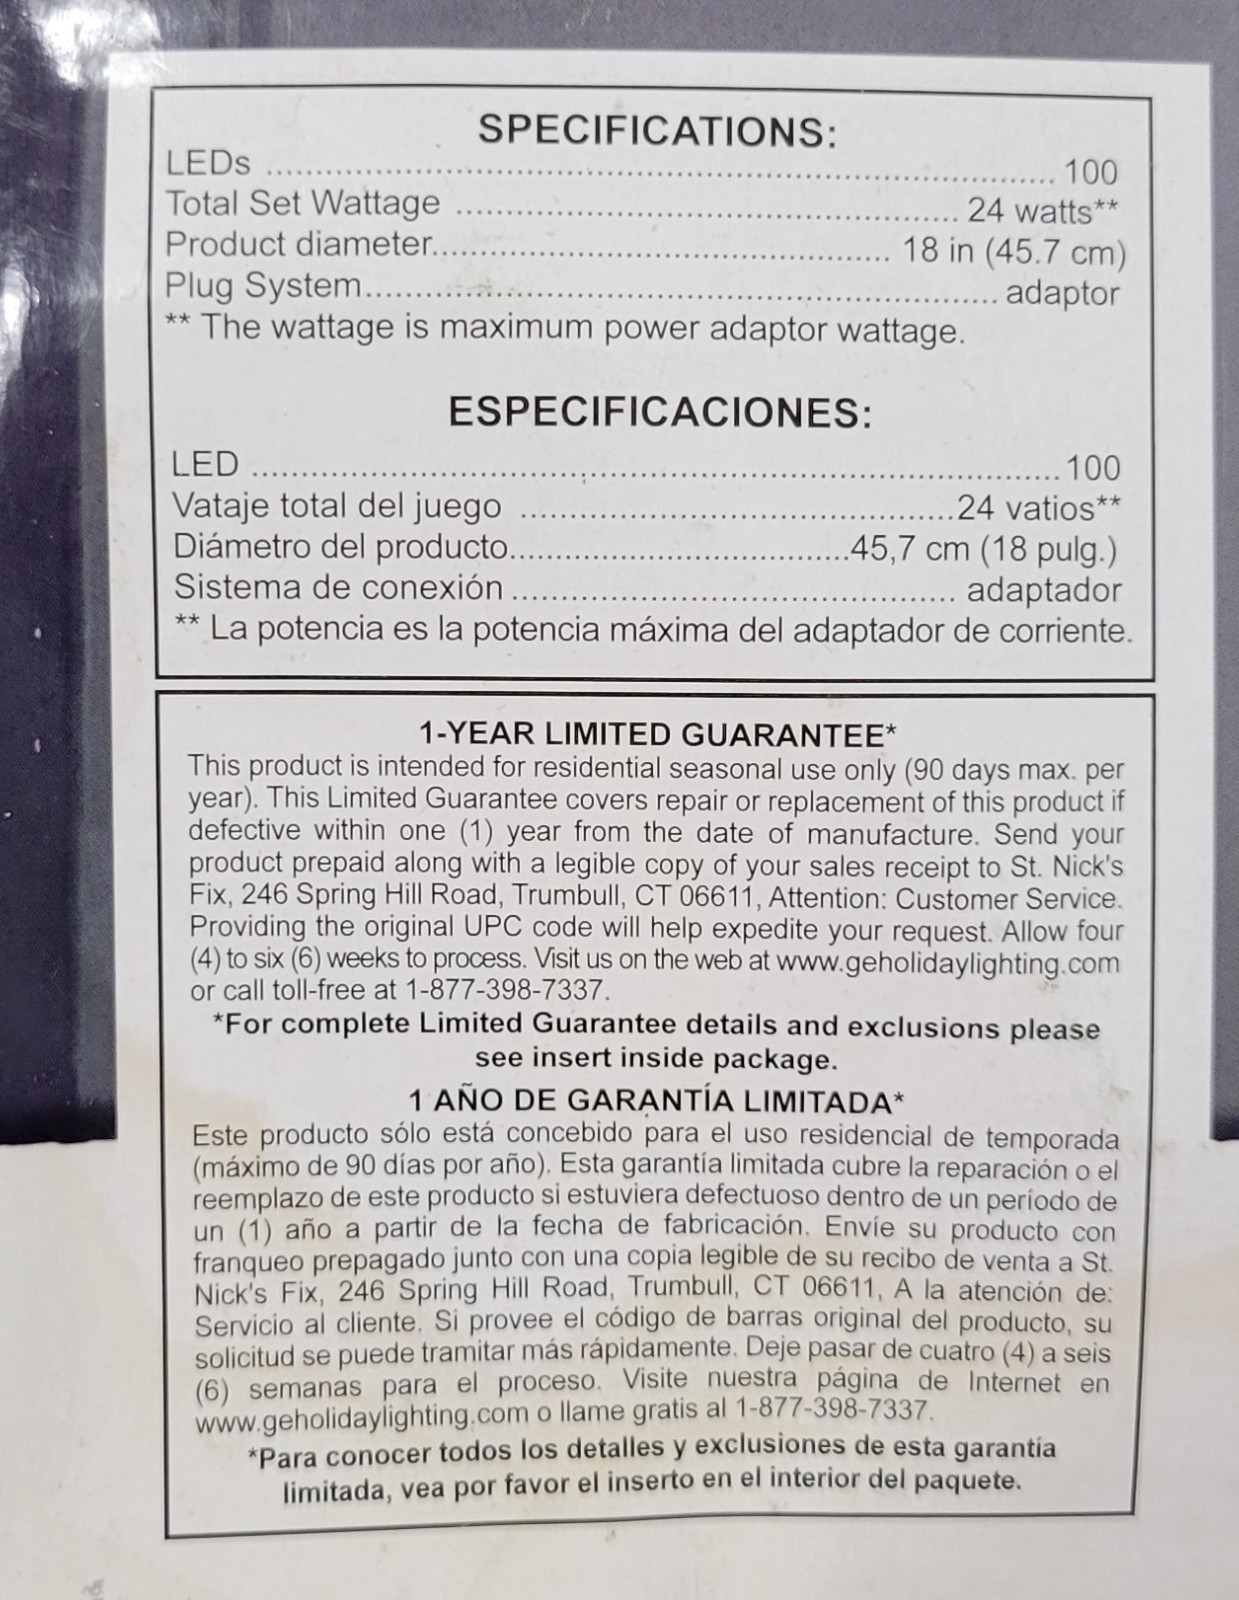 SPECIFICATIONS:
LEDs ........................................................................ 100
Total Set Wattage .............................................. 24 watts**
Product diameter.......................................... 18 in (45.7 cm)
Plug System.......................................................... adaptor
** The wattage is maximum power adaptor wattage.
ESPECIFICACIONES:
LED ........................................................................ 100
Vataje total del juego ........................................24 vatios**
Diámetro del producto..............................45,7 cm (18 pulg.)
Sistema de conexión ........................................ adaptador
** La potencia es la potencia máxima del adaptador de corriente.
1-YEAR LIMITED GUARANTEE*
This product is intended for residential seasonal use only (90 days max. per
year). This Limited Guarantee covers repair or replacement of this product if
defective within one (1) year from the date of manufacture. Send your
product prepaid along with a legible copy of your sales receipt to St. Nick's
Fix, 246 Spring Hill Road, Trumbull, CT 06611, Attention: Customer Service.
Providing the original UPC code will help expedite your request. Allow four
(4) to six (6) weeks to process. Visit us on the web at www.geholidaylighting.com
or call toll-free at 1-877-398-7337.
*For complete Limited Guarantee details and exclusions please
see insert inside package.
1 AÑO DE GARANTÍA LIMITADA*
Este producto sólo está concebido para el uso residencial de temporada
(máximo de 90 días por año). Esta garantía limitada cubre la reparación o el
reemplazo de este producto si estuviera defectuoso dentro de un período de
un (1) año a partir de la fecha de fabricación. Envíe su producto con
franqueo prepagado junto con una copia legible de su recibo de venta a St.
Nick's Fix, 246 Spring Hill Road, Trumbull, CT 06611, A la atención de:
Servicio al cliente. Si provee el código de barras original del producto, su
solicitud se puede tramitar más rápidamente. Deje pasar de cuatro (4) a seis
(6) semanas para el proceso. Visite nuestra página de Internet en
www.geholidaylighting.com o llame gratis al 1-877-398-7337.
*Para conocer todos los detalles y exclusiones de esta garantía
limitada, vea por favor el inserto en el interior del paquete.